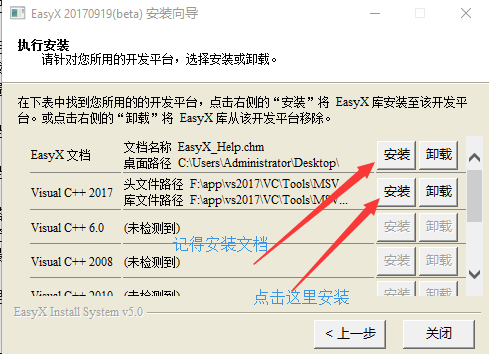 EasyX 20170919(beta) 安装向导
执行安装
请针对您所用的开发平台，选择安装或卸载。
在下表中找到您所用的的开发平台，点击右侧的“安装”将 EasyX 库安装至该开发平
台。或点击右侧的“卸载”将 EasyX 库从该开发平台移除。
EasyX 文档 文档名称 EasyX_Help.chm 安装 卸载
桌面路径 C:\Users\Administrator\Desktop\
Visual C++ 2017 头文件路径 F:\app\vs2017\VC\Tools\MSV... 安装 卸载
库文件路径 F:\app\vs2017\VC\Tools\MSV...
Visual C++ 6.0 (未检测到) 安装 卸载
记得安装文档
Visual C++ 2008 (未检测到) 安装 卸载
点击这里安装
Visual C++ 2010 (未检测到) 安装 卸载
EasyX Install System v5.0
< 上一步 关闭